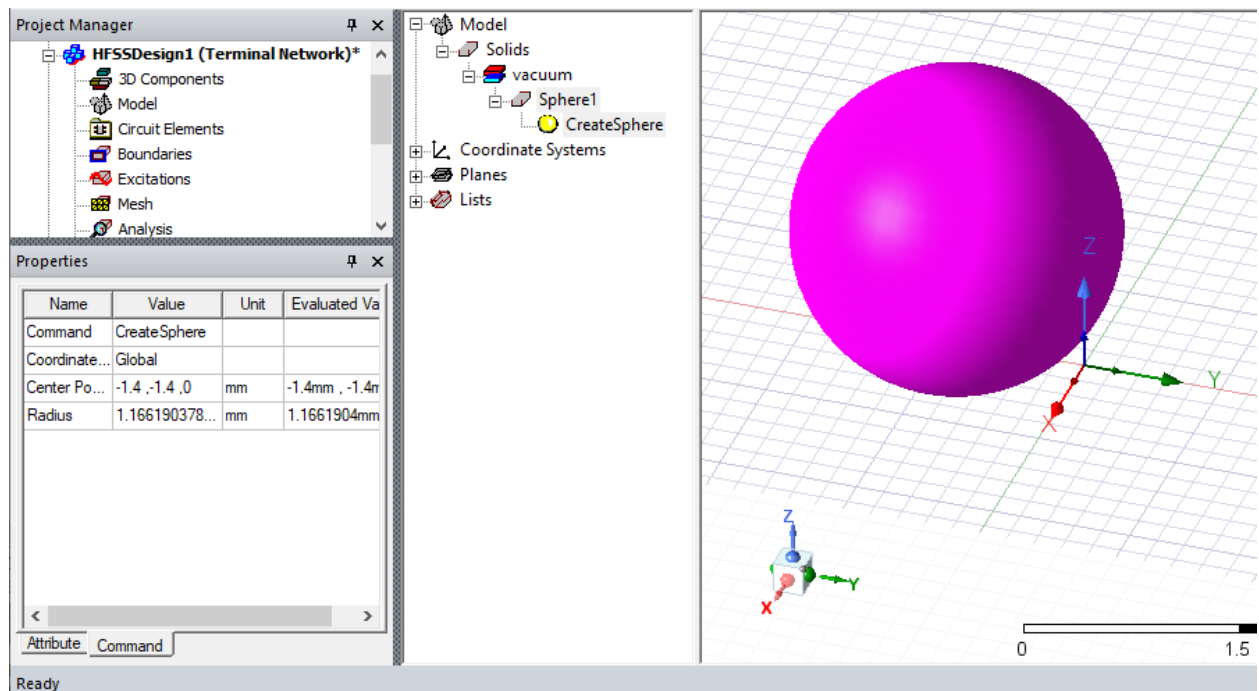 Project Manager
HFSSDesign1 (Terminal Network)*
3D Components
Model
Circuit Elements
Boundaries
Excitations
Mesh
Analysis
Properties
Name Value Unit Evaluated Va
Command CreateSphere
Coordinate... Global
Center Po... -1.4 ,-1.4 ,0 mm -1.4mm , -1.4m
Radius 1.166190378... mm 1.1661904mm
Attribute Command
Ready
Model
Solids
vacuum
Sphere1
CreateSphere
Coordinate Systems
Planes
Lists
Z
Y
X
Z
Y
X
0 1.5